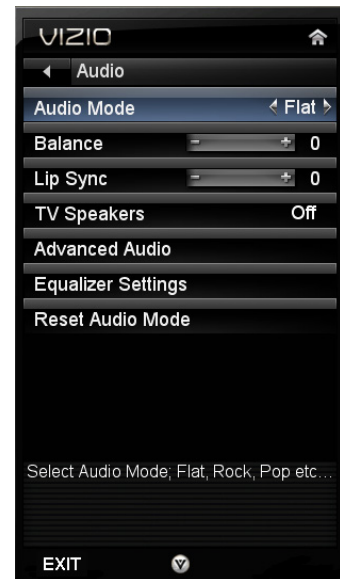 VIZIO
Audio
Audio Mode Flat
Balance - + 0
Lip Sync - + 0
TV Speakers Off
Advanced Audio
Equalizer Settings
Reset Audio Mode
Select Audio Mode; Flat, Rock, Pop etc...
EXIT V